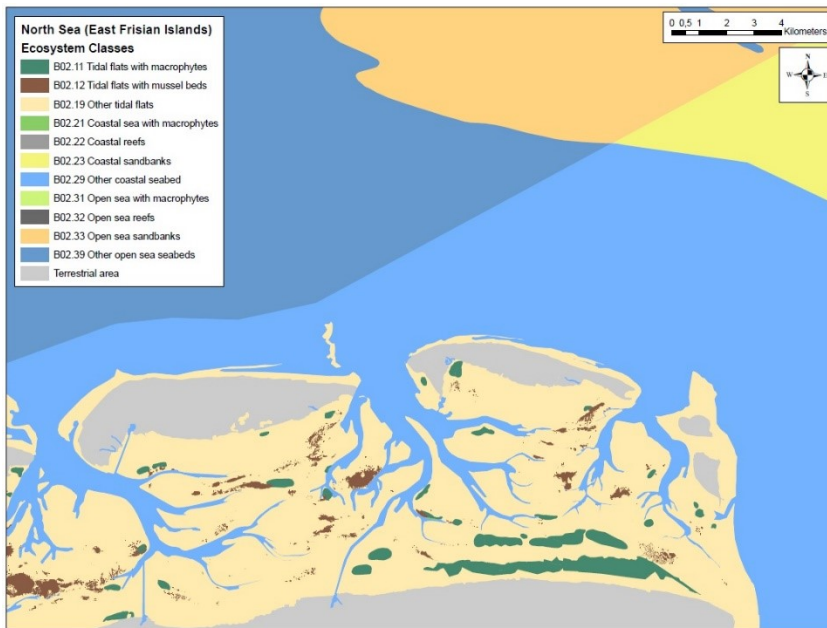 North Sea (East Frisian Islands)
Ecosystem Classes
B02.11 Tidal flats with macrophytes
B02.12 Tidal flats with mussel beds
B02.19 Other tidal flats
B02.21 Coastal sea with macrophytes
B02.22 Coastal reefs
B02.23 Coastal sandbanks
B02.29 Other coastal seabed
B02.31 Open sea with macrophytes
B02.32 Open sea reefs
B02.33 Open sea sandbanks
B02.39 Other open sea seabeds
Terrestrial area
0 0,5 1 2 3 4
Kilometers
N
W E
S